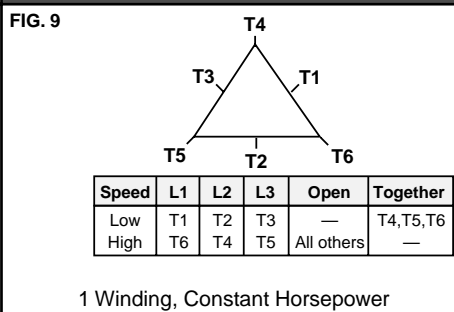 FIG. 9
T4
T3 T1
T5 T2 T6
Speed L1 L2 L3 Open Together
Low T1 T2 T3 — T4,T5,T6
High T6 T4 T5 All others —
1 Winding, Constant Horsepower